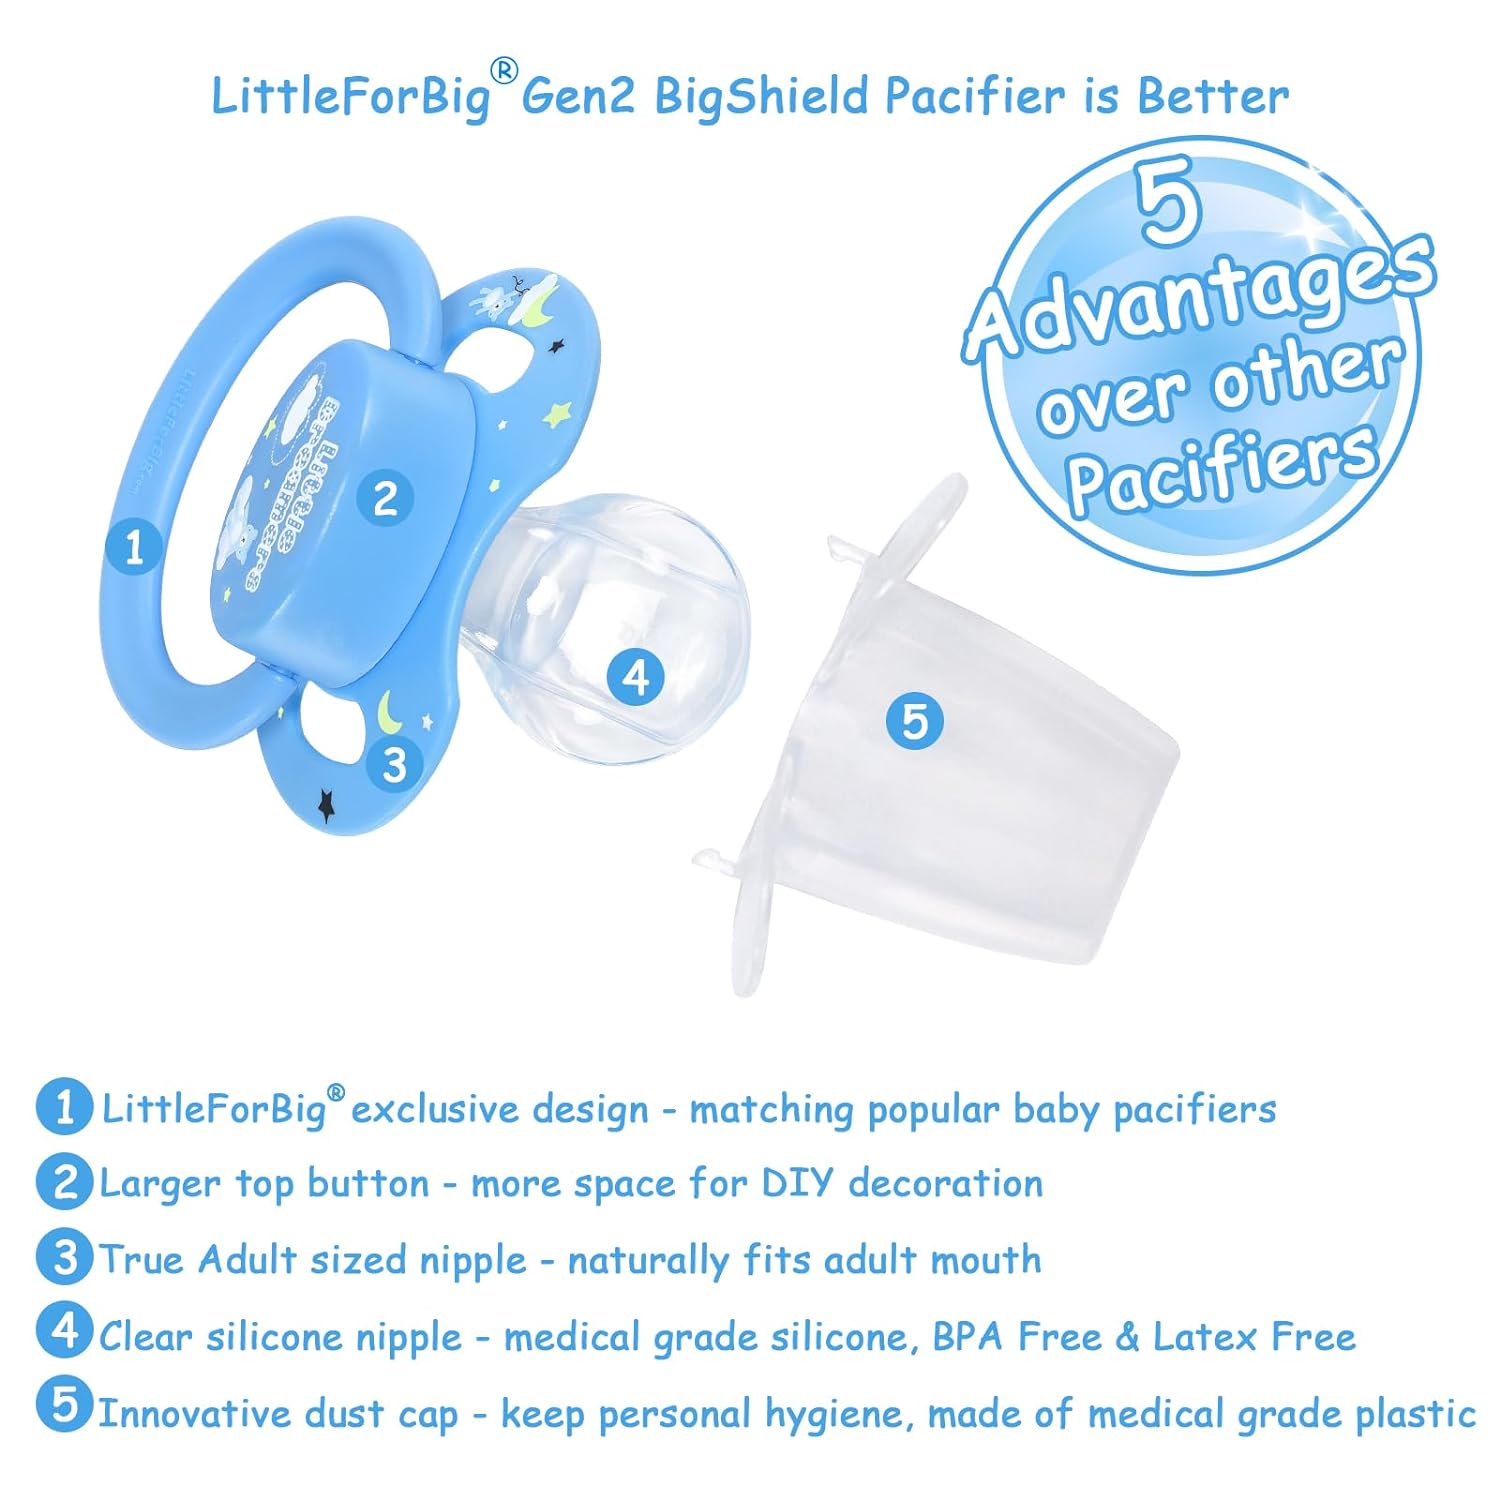 LittleForBig® Gen2 BigShield Pacifier is Better
5
Advantages
over other
Pacifiers
LittleForBig.com
Little
Dreamers
1
2
3
4
5
1 LittleForBig® exclusive design - matching popular baby pacifiers
2 Larger top button - more space for DIY decoration
3 True Adult sized nipple - naturally fits adult mouth
4 Clear silicone nipple - medical grade silicone, BPA Free & Latex Free
5 Innovative dust cap - keep personal hygiene, made of medical grade plastic